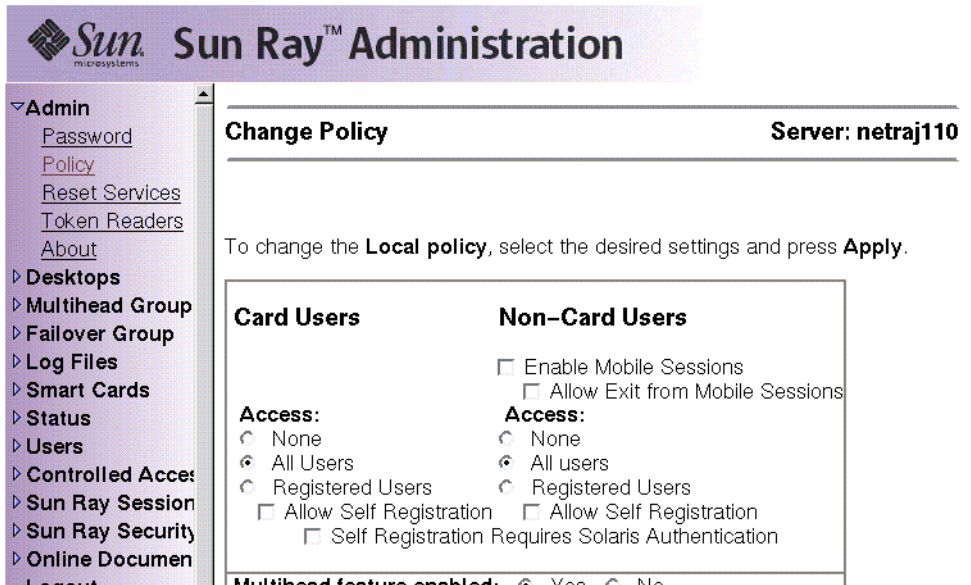 Sun microsystems Sun Ray™ Administration
Admin
Password
Policy
Reset Services
Token Readers
About
Desktops
Multihead Group
Failover Group
Log Files
Smart Cards
Status
Users
Controlled Acces
Sun Ray Session
Sun Ray Security
Online Documen
Logout
Change Policy Server: netraj110
To change the Local policy, select the desired settings and press Apply.
Card Users Non-Card Users
Enable Mobile Sessions
Allow Exit from Mobile Sessions
Access: Access:
None None
All Users All users
Registered Users Registered Users
Allow Self Registration Allow Self Registration
Self Registration Requires Solaris Authentication
Multihead feature enabled: Yes No